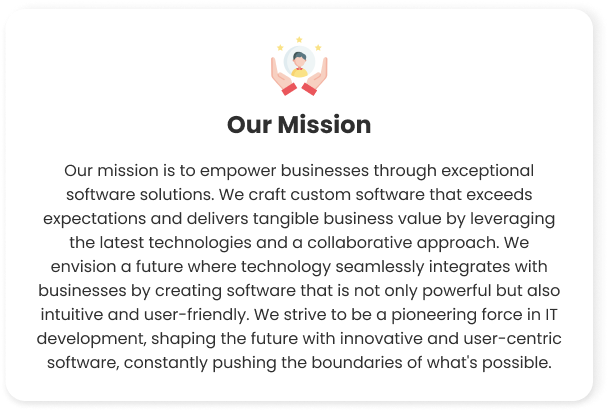 Our Mission
Our mission is to empower businesses through exceptional
software solutions. We craft custom software that exceeds
expectations and delivers tangible business value by leveraging
the latest technologies and a collaborative approach. We
envision a future where technology seamlessly integrates with
businesses by creating software that is not only powerful but also
intuitive and user-friendly. We strive to be a pioneering force in IT
development, shaping the future with innovative and user-centric
software, constantly pushing the boundaries of what's possible.